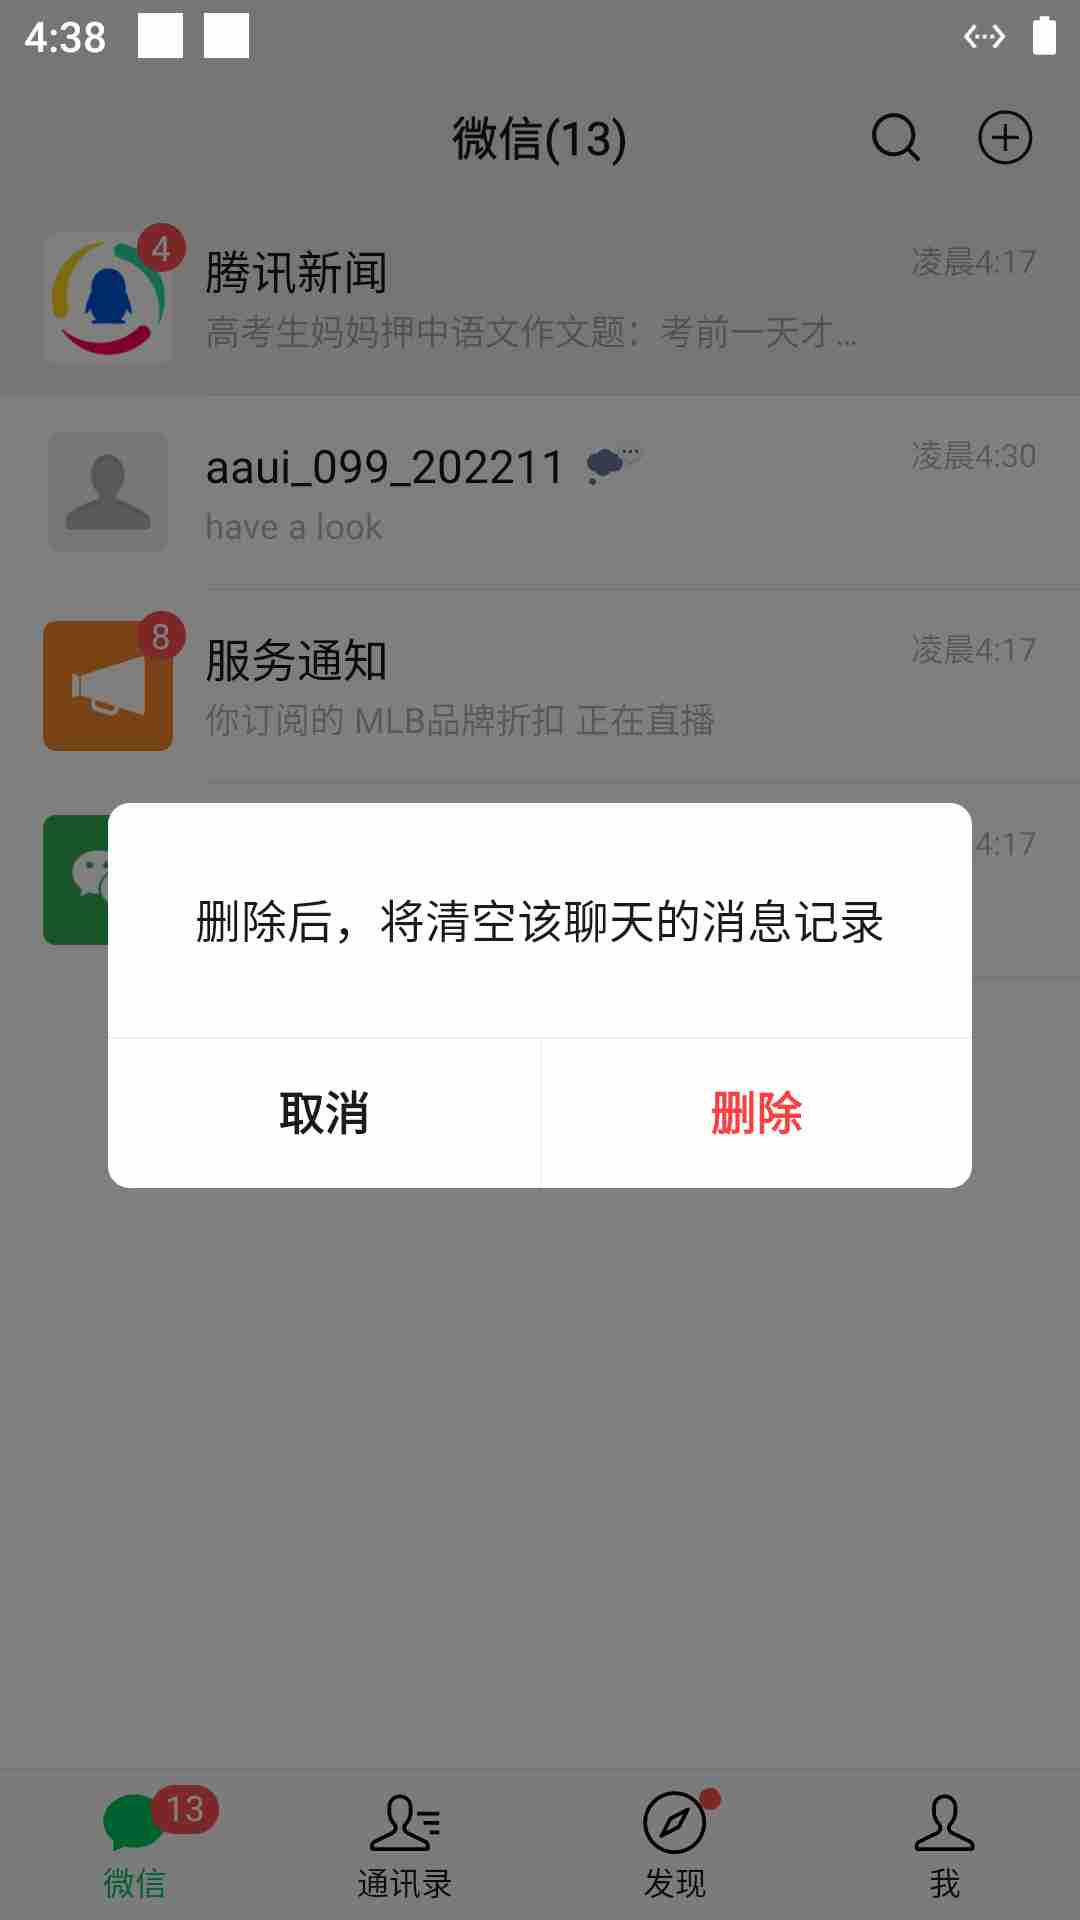 4:38
微信(13)
4
腾讯新闻
凌晨4:17
高考生妈妈押中语文作文题：考前一天才...
aaui_099_202211
凌晨4:30
have a look
8
服务通知
凌晨4:17
你订阅的 MLB品牌折扣 正在直播
4:17
删除后，将清空该聊天的消息记录
取消
删除
13
微信
通讯录
发现
我